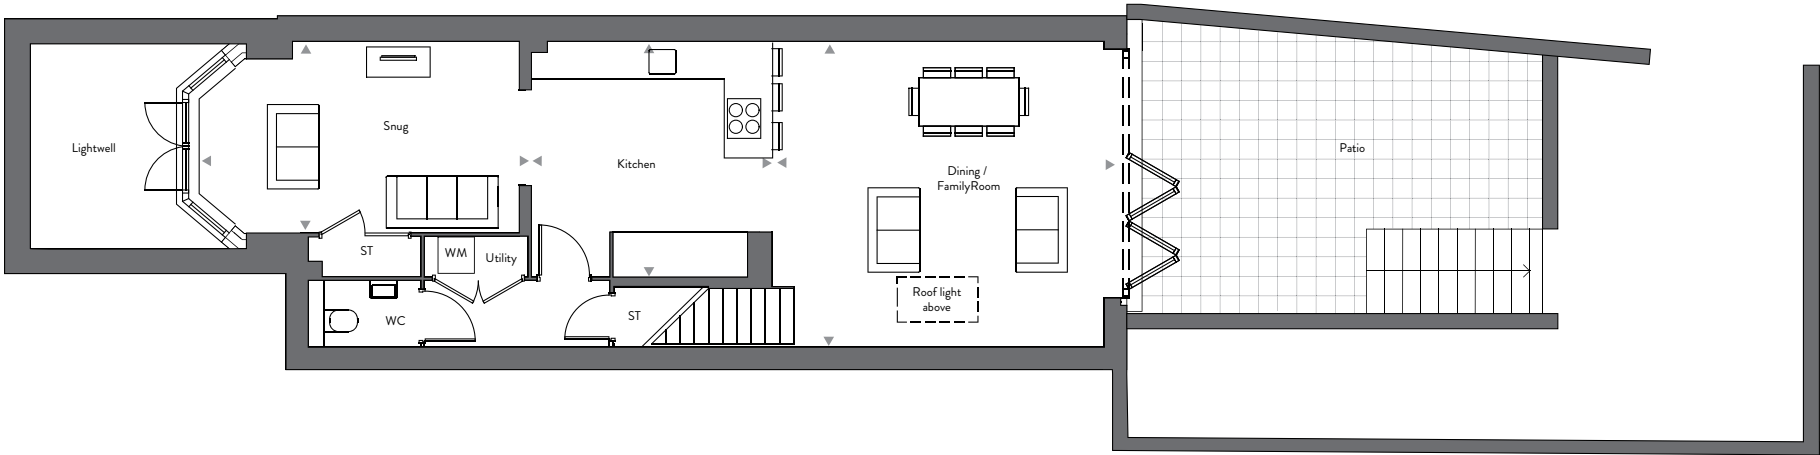 Lightwell
Snug
Kitchen
Dining /
FamilyRoom
Patio
ST
WM
Utility
WC
ST
Roof light
above